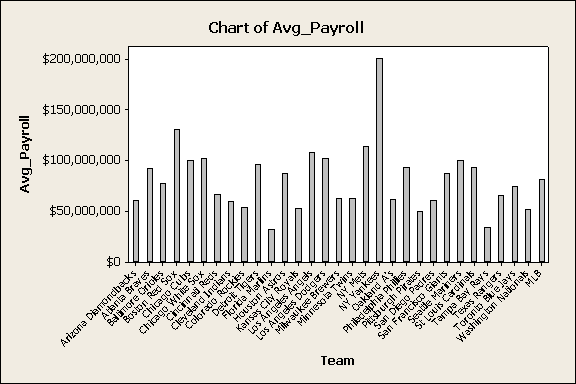 Chart of Avg_Payroll
Avg_Payroll
$200,000,000
$150,000,000
$100,000,000
$50,000,000
$0
Arizona Diamondbacks
Atlanta Braves
Baltimore Orioles
Boston Red Sox
Chicago Cubs
Chicago White Sox
Cincinnati Reds
Cleveland Indians
Colorado Rockies
Detroit Tigers
Florida Marlins
Houston Astros
Kansas City Royals
Los Angeles Angels
Los Angeles Dodgers
Milwaukee Brewers
Minnesota Twins
NY Mets
NY Yankees
Oakland A's
Philadelphia Phillies
Pittsburgh Pirates
San Diego Padres
San Francisco Giants
Seattle Mariners
St Louis Cardinals
Tampa Bay Rays
Texas Rangers
Toronto Blue Jays
Washington Nationals
MLB
Team